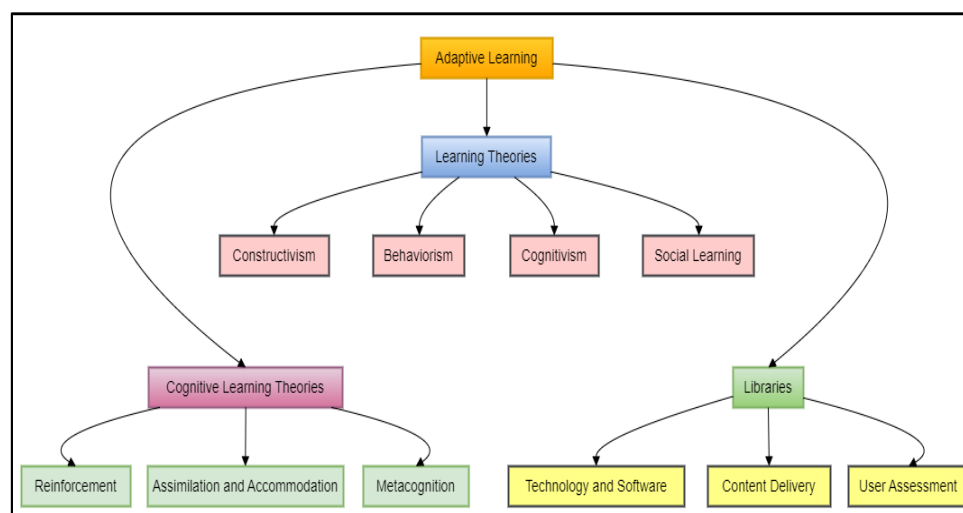 Adaptive Learning
Learning Theories
Constructivism
Behaviorism
Cognitivism
Social Learning
Cognitive Learning Theories
Libraries
Reinforcement
Assimilation and Accommodation
Metacognition
Technology and Software
Content Delivery
User Assessment